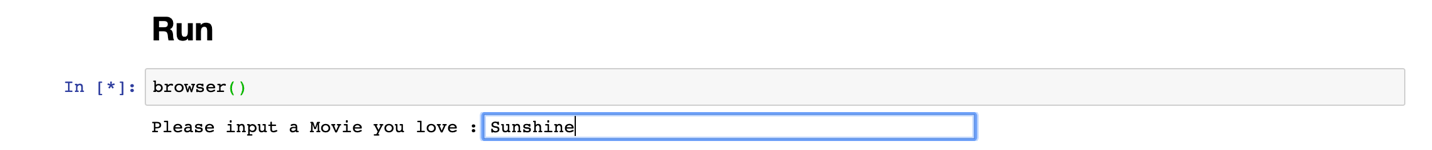 Run
In [*]: browser()
Please input a Movie you love : Sunshine